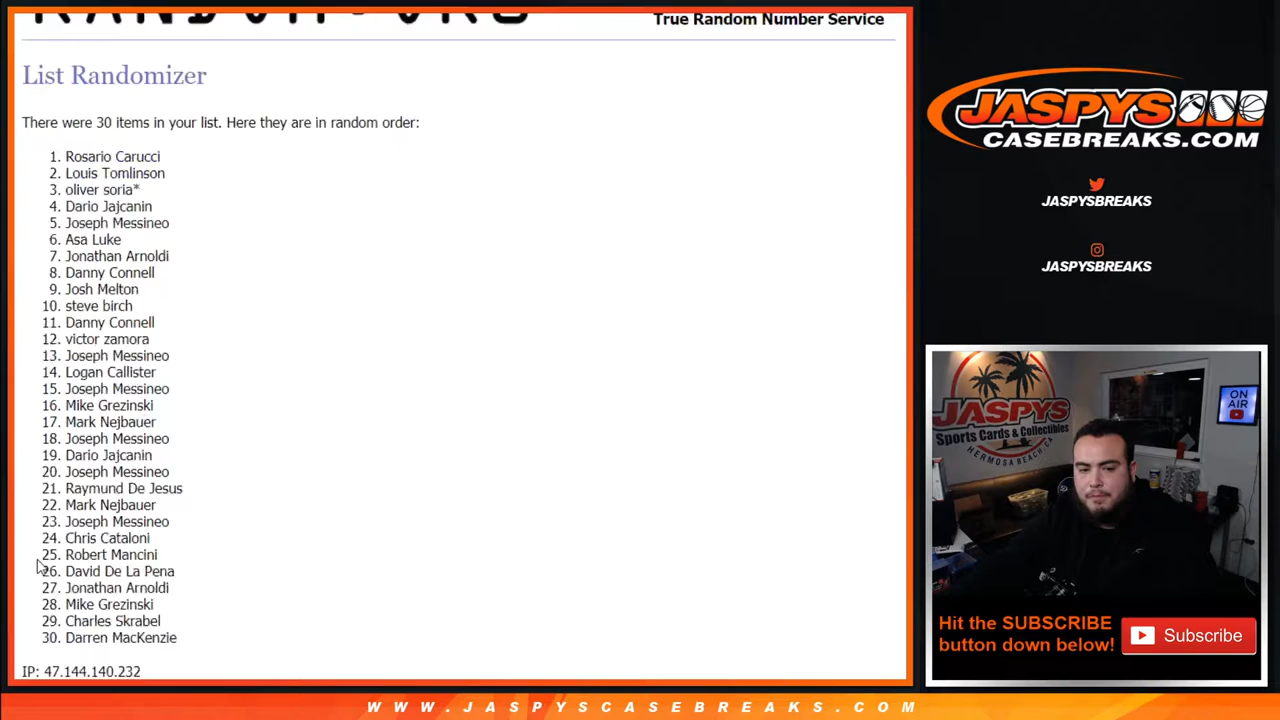 RANDOM.ORG
True Random Number Service
List Randomizer
There were 30 items in your list. Here they are in random order:
1. Rosario Carucci
2. Louis Tomlinson
3. oliver soria*
4. Dario Jajcanin
5. Joseph Messineo
6. Asa Luke
7. Jonathan Arnoldi
8. Danny Connell
9. Josh Melton
10. steve birch
11. Danny Connell
12. victor zamora
13. Joseph Messineo
14. Logan Callister
15. Joseph Messineo
16. Mike Grezinski
17. Mark Nejbauer
18. Joseph Messineo
19. Dario Jajcanin
20. Joseph Messineo
21. Raymund De Jesus
22. Mark Nejbauer
23. Joseph Messineo
24. Chris Cataloni
25. Robert Mancini
26. David De La Pena
27. Jonathan Arnoldi
28. Mike Grezinski
29. Charles Skrabel
30. Darren MacKenzie
IP: 47.144.140.232
JASPYS
CASEBREAKS.COM
JASPYSBREAKS
JASPYSBREAKS
JASPYS
Sports Cards & Collectibles
HERMOSA BEACH, CA
ON
AIR
Hit the SUBSCRIBE
button down below!
Subscribe
WWW.JASPYSCASEBREAKS.COM